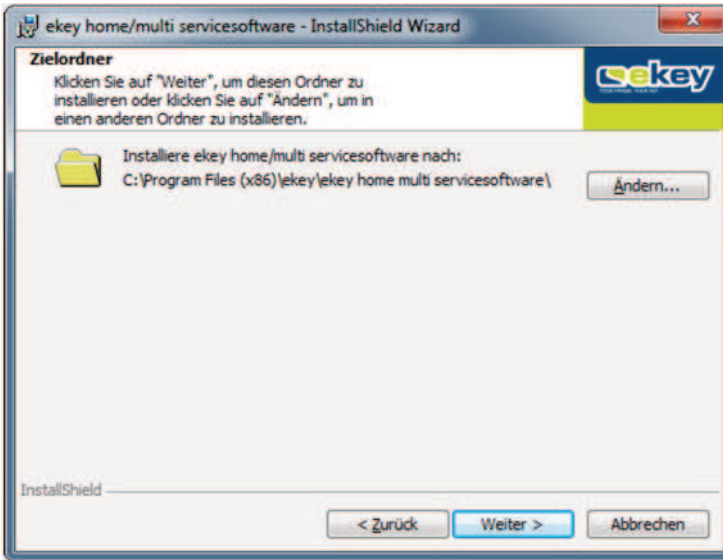 ekey home/multi servicesoftware - InstallShield Wizard
Zielordner
Klicken Sie auf "Weiter", um diesen Ordner zu
installieren oder klicken Sie auf "Ändern", um in
einen anderen Ordner zu installieren.
ekey
Installiere ekey home/multi servicesoftware nach:
C:\Program Files (x86)\ekey\ekey home multi servicesoftware\
Ändern...
InstallShield
< Zurück
Weiter >
Abbrechen